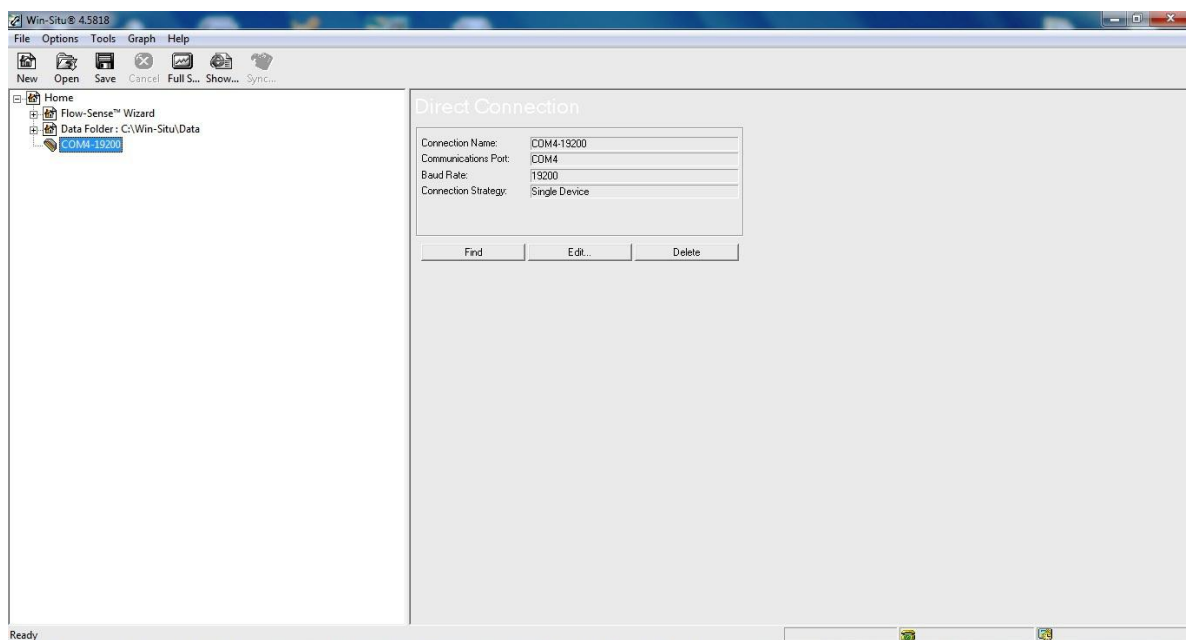 Win-Situ® 4.5818
File Options Tools Graph Help
New Open Save Cancel Full S... Show... Sync...
Home
Flow-Sense™ Wizard
Data Folder : C:\Win-Situ\Data
COM4-19200
Direct Connection
Connection Name: COM4-19200
Communications Port: COM4
Baud Rate: 19200
Connection Strategy: Single Device
Find Edit... Delete
Ready